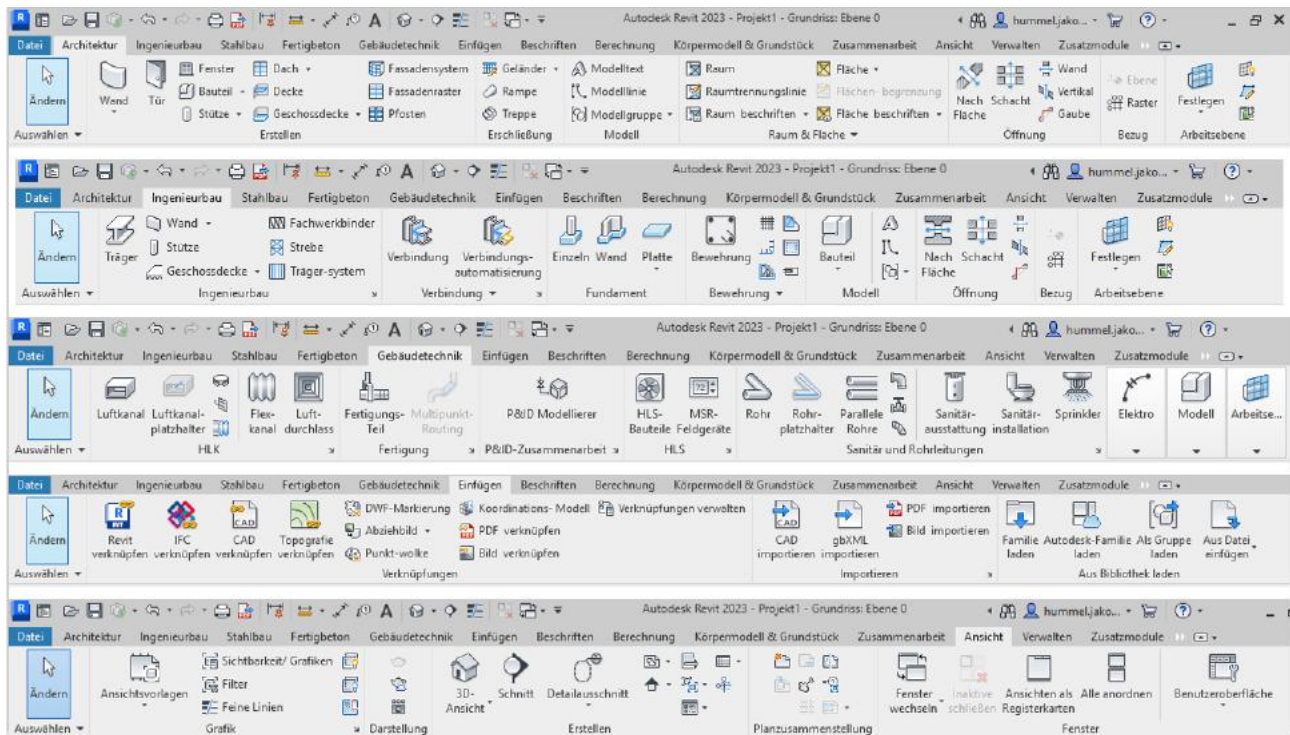 Autodesk Revit 2023 - Projekt1 - Grundriss: Ebene 0 hummel.jako...
Datei Architektur Ingenieurbau Stahlbau Fertigbeton Gebäudetechnik Einfügen Beschriften Berechnung Körpermodell & Grundstück Zusammenarbeit Ansicht Verwalten Zusatzmodule
Fenster Dach Fassadensystem Geländer Modelltext Raum Fläche Wand
Ändern Wand Tür Bauteil Decke Fassadenraster Rampe Modelllinie Raumtrennungslinie Flächen- begrenzung Nach Fläche Schacht Vertikal Ebene Festlegen
Stütze Geschossdecke Pfosten Treppe Modellgruppe Raum beschriften Fläche beschriften Gaube Raster
Auswählen Erstellen Erschließung Modell Raum & Fläche Öffnung Bezug Arbeitsebene
Autodesk Revit 2023 - Projekt1 - Grundriss: Ebene 0 hummel.jako...
Datei Architektur Ingenieurbau Stahlbau Fertigbeton Gebäudetechnik Einfügen Beschriften Berechnung Körpermodell & Grundstück Zusammenarbeit Ansicht Verwalten Zusatzmodule
Wand Fachwerkbinder
Ändern Träger Stütze Strebe Verbindung Verbindungs- automatisierung Einzeln Wand Platte Bewehrung Bauteil Nach Fläche Schacht Festlegen
Geschossdecke Träger-system
Auswählen Ingenieurbau Verbindung Fundament Bewehrung Modell Öffnung Bezug Arbeitsebene
Autodesk Revit 2023 - Projekt1 - Grundriss: Ebene 0 hummel.jako...
Datei Architektur Ingenieurbau Stahlbau Fertigbeton Gebäudetechnik Einfügen Beschriften Berechnung Körpermodell & Grundstück Zusammenarbeit Ansicht Verwalten Zusatzmodule
Ändern Luftkanal Luftkanal- Flex- Luft- Fertigungs- Multipunkt- P&ID Modellierer HLS- MSR- Rohr Rohr- Parallele Sanitär- Sanitär- Sprinkler Elektro Modell Arbeitse...
platzhalter kanal durchlass Teil Routing Bauteile Feldgeräte platzhalter Rohre ausstattung installation
Auswählen HLK Fertigung P&ID-Zusammenarbeit HLS Sanitär und Rohrleitungen
Datei Architektur Ingenieurbau Stahlbau Fertigbeton Gebäudetechnik Einfügen Beschriften Berechnung Körpermodell & Grundstück Zusammenarbeit Ansicht Verwalten Zusatzmodule
DWF-Markierung Koordinations- Modell Verknüpfungen verwalten PDF importieren
Abziehbild PDF verknüpfen Bild importieren
Ändern Revit IFC CAD Topografie CAD gbXML Familie Autodesk-Familie Als Gruppe Aus Datei
verknüpfen verknüpfen verknüpfen verknüpfen Punkt-wolke Bild verknüpfen importieren importieren laden laden laden einfügen
Auswählen Verknüpfungen Importieren Aus Bibliothek laden
Autodesk Revit 2023 - Projekt1 - Grundriss: Ebene 0 hummel.jako...
Datei Architektur Ingenieurbau Stahlbau Fertigbeton Gebäudetechnik Einfügen Beschriften Berechnung Körpermodell & Grundstück Zusammenarbeit Ansicht Verwalten Zusatzmodule
Sichtbarkeit/ Grafiken
Ändern Ansichtsvorlagen Filter 3D- Schnitt Detailausschnitt Fenster Inaktive Ansichten als Alle anordnen Benutzeroberfläche
Feine Linien Ansicht wechseln schließen Registerkarten
Auswählen Grafik Darstellung Erstellen Planzusammenstellung Fenster